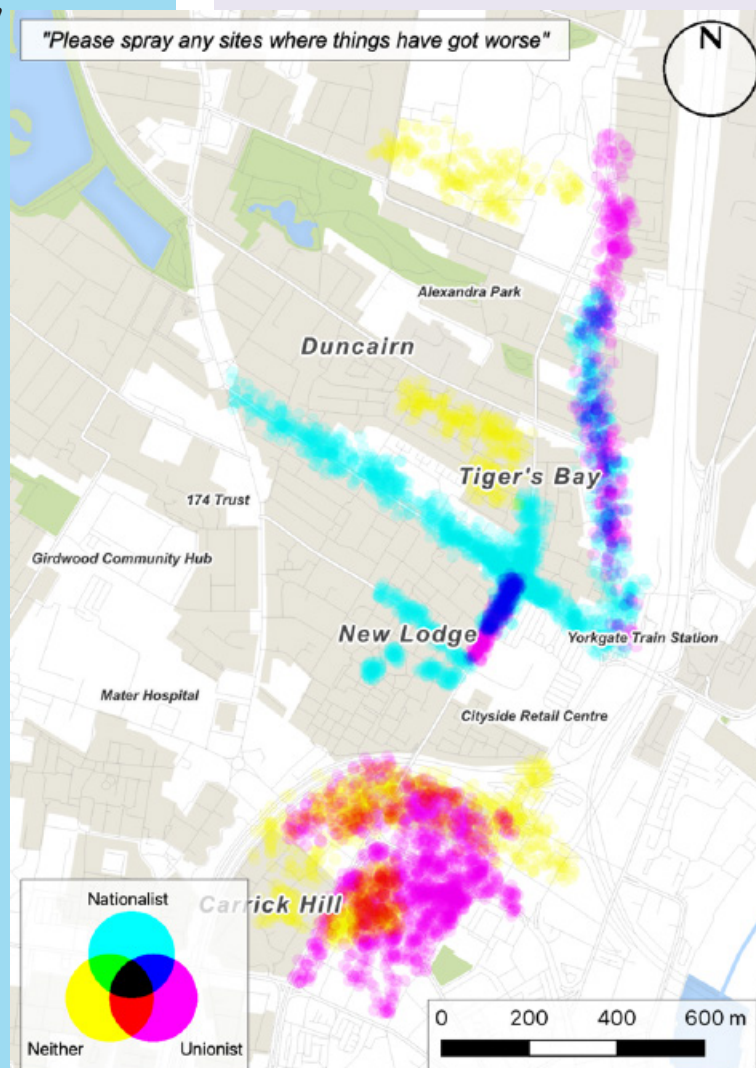 "Please spray any sites where things have got worse"
N
Alexandra Park
Duncairn
Tiger's Bay
174 Trust
Girdwood Community Hub
New Lodge
Yorkgate Train Station
Mater Hospital
Cityside Retail Centre
Carrick Hill
Nationalist
Neither
Unionist
0 200 400 600 m